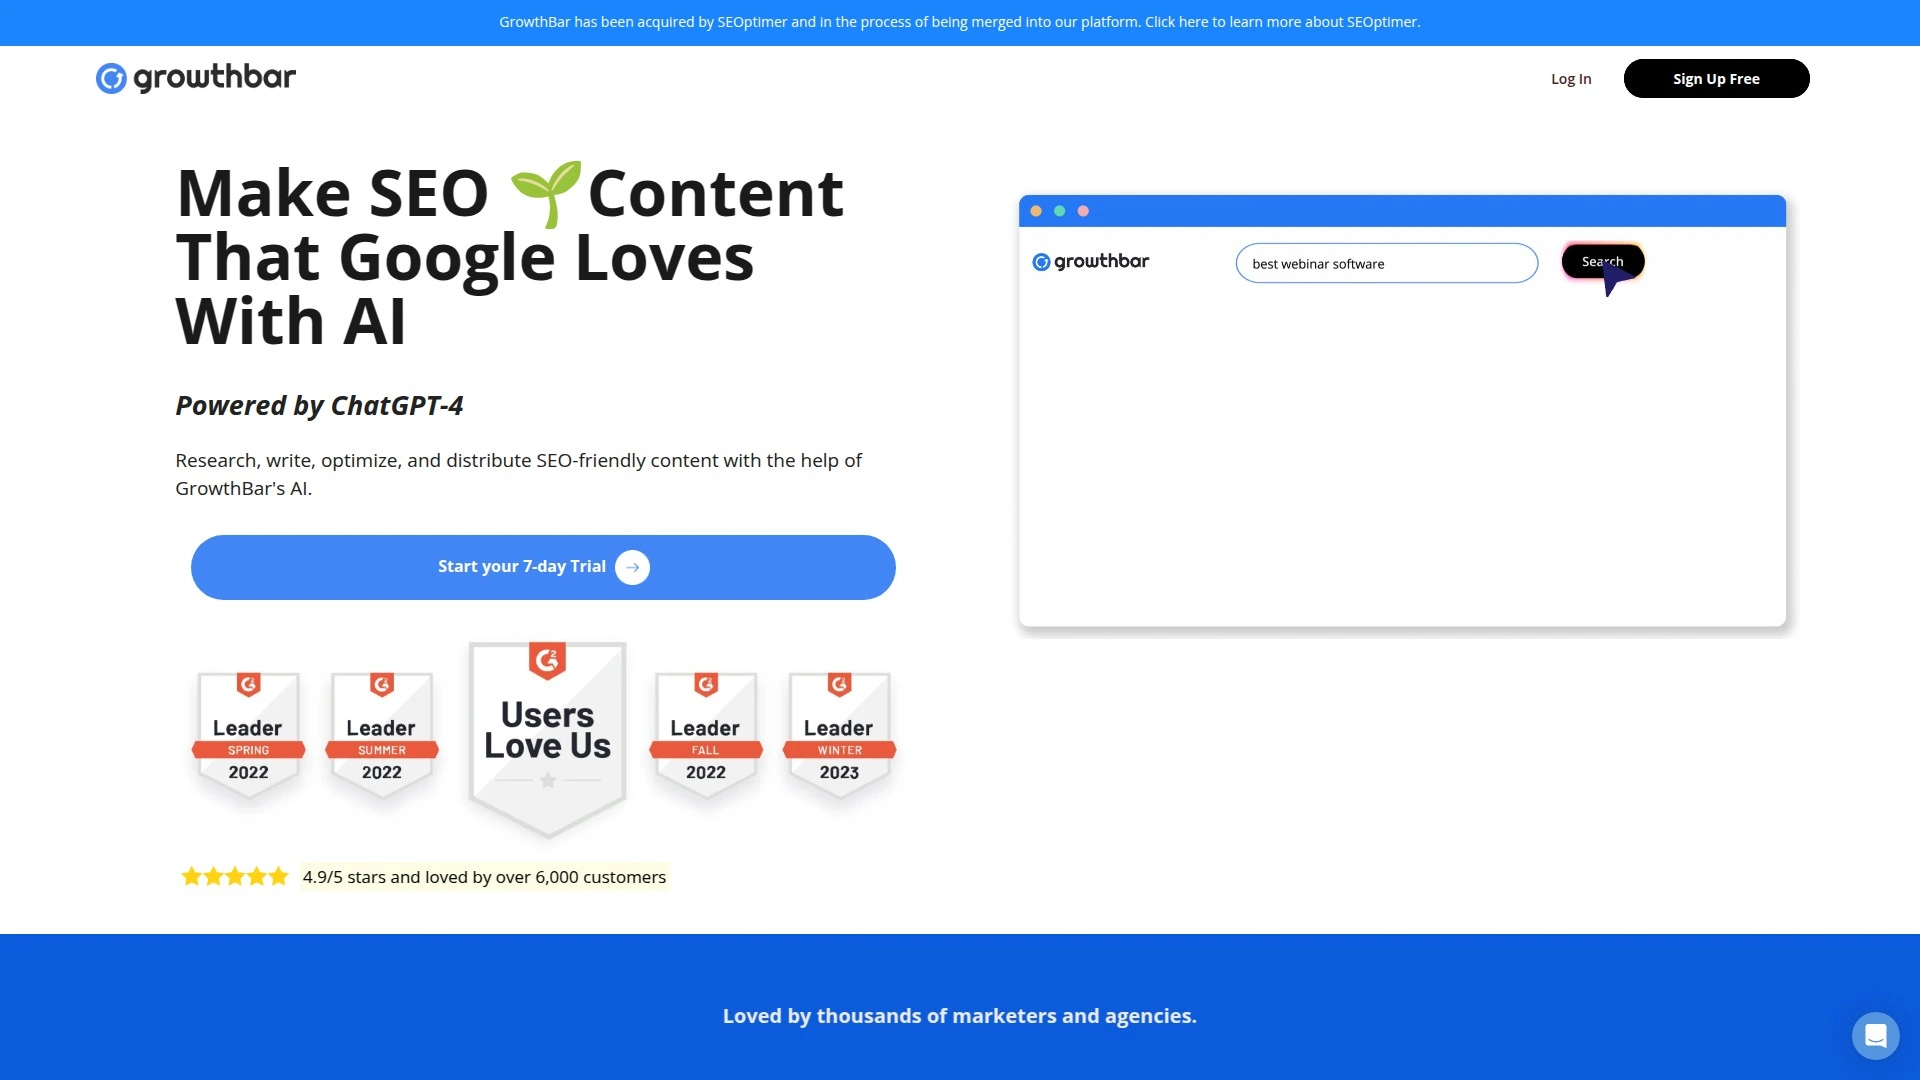 GrowthBar has been acquired by SEOptimer and in the process of being merged into our platform. Click here to learn more about SEOptimer.
growthbar
Log In
Sign Up Free
Make SEO 🌱Content
That Google Loves
With AI
Powered by ChatGPT-4
Research, write, optimize, and distribute SEO-friendly content with the help of
GrowthBar's AI.
Start your 7-day Trial
growthbar
best webinar software
Search
Leader
SPRING
2022
Leader
SUMMER
2022
Users
Love Us
Leader
FALL
2022
Leader
WINTER
2023
4.9/5 stars and loved by over 6,000 customers
Loved by thousands of marketers and agencies.